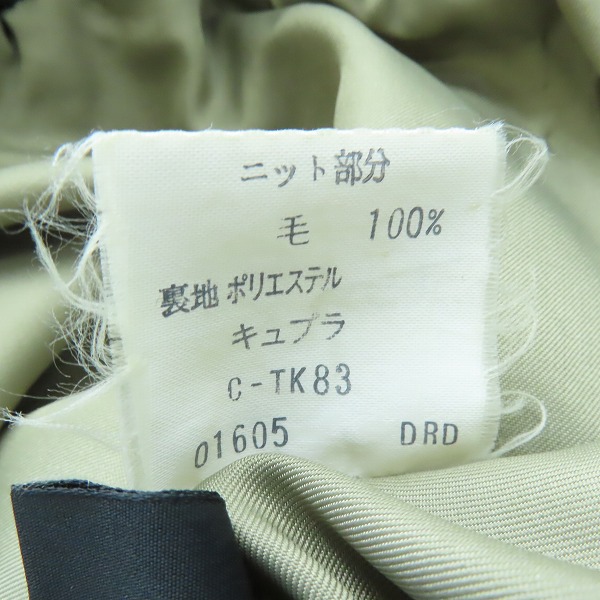 ニット部分
毛 100%
裏地 ポリエステル
キュプラ
C-TK83
01605 DRD